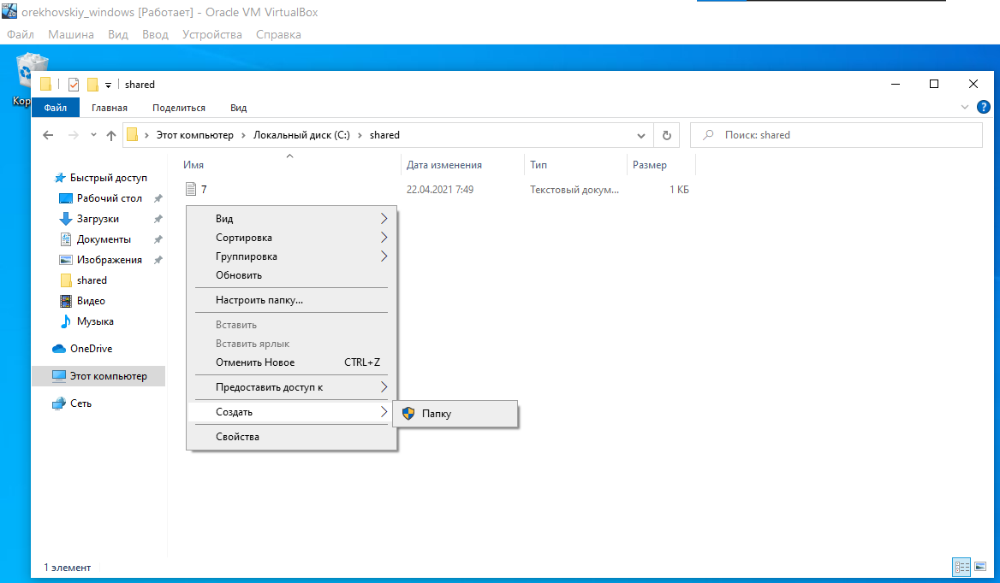 orekhovskiy_windows [Работает] - Oracle VM VirtualBox
Файл Машина Вид Ввод Устройства Справка
shared
Файл Главная Поделиться Вид
Этот компьютер Локальный диск (C:) shared
Поиск: shared
Имя Дата изменения Тип Размер
7 22.04.2021 7:49 Текстовый докум... 1 КБ
Быстрый доступ
Рабочий стол
Загрузки
Документы
Изображения
shared
Видео
Музыка
OneDrive
Этот компьютер
Сеть
Вид
Сортировка
Группировка
Обновить
Настроить папку...
Вставить
Вставить ярлык
Отменить Новое CTRL+Z
Предоставить доступ к
Создать
Папку
Свойства
1 элемент
Кор